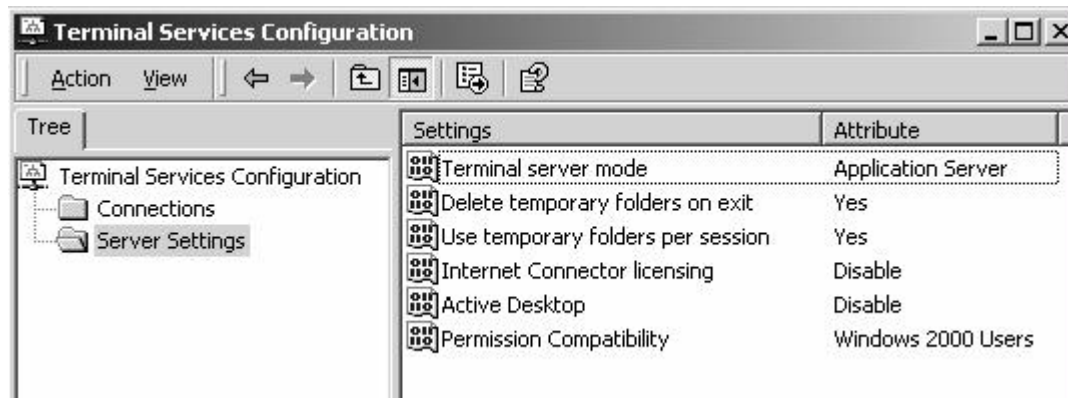 Terminal Services Configuration
Action View
Tree
Settings Attribute
Terminal Services Configuration
Connections
Server Settings
Terminal server mode Application Server
Delete temporary folders on exit Yes
Use temporary folders per session Yes
Internet Connector licensing Disable
Active Desktop Disable
Permission Compatibility Windows 2000 Users